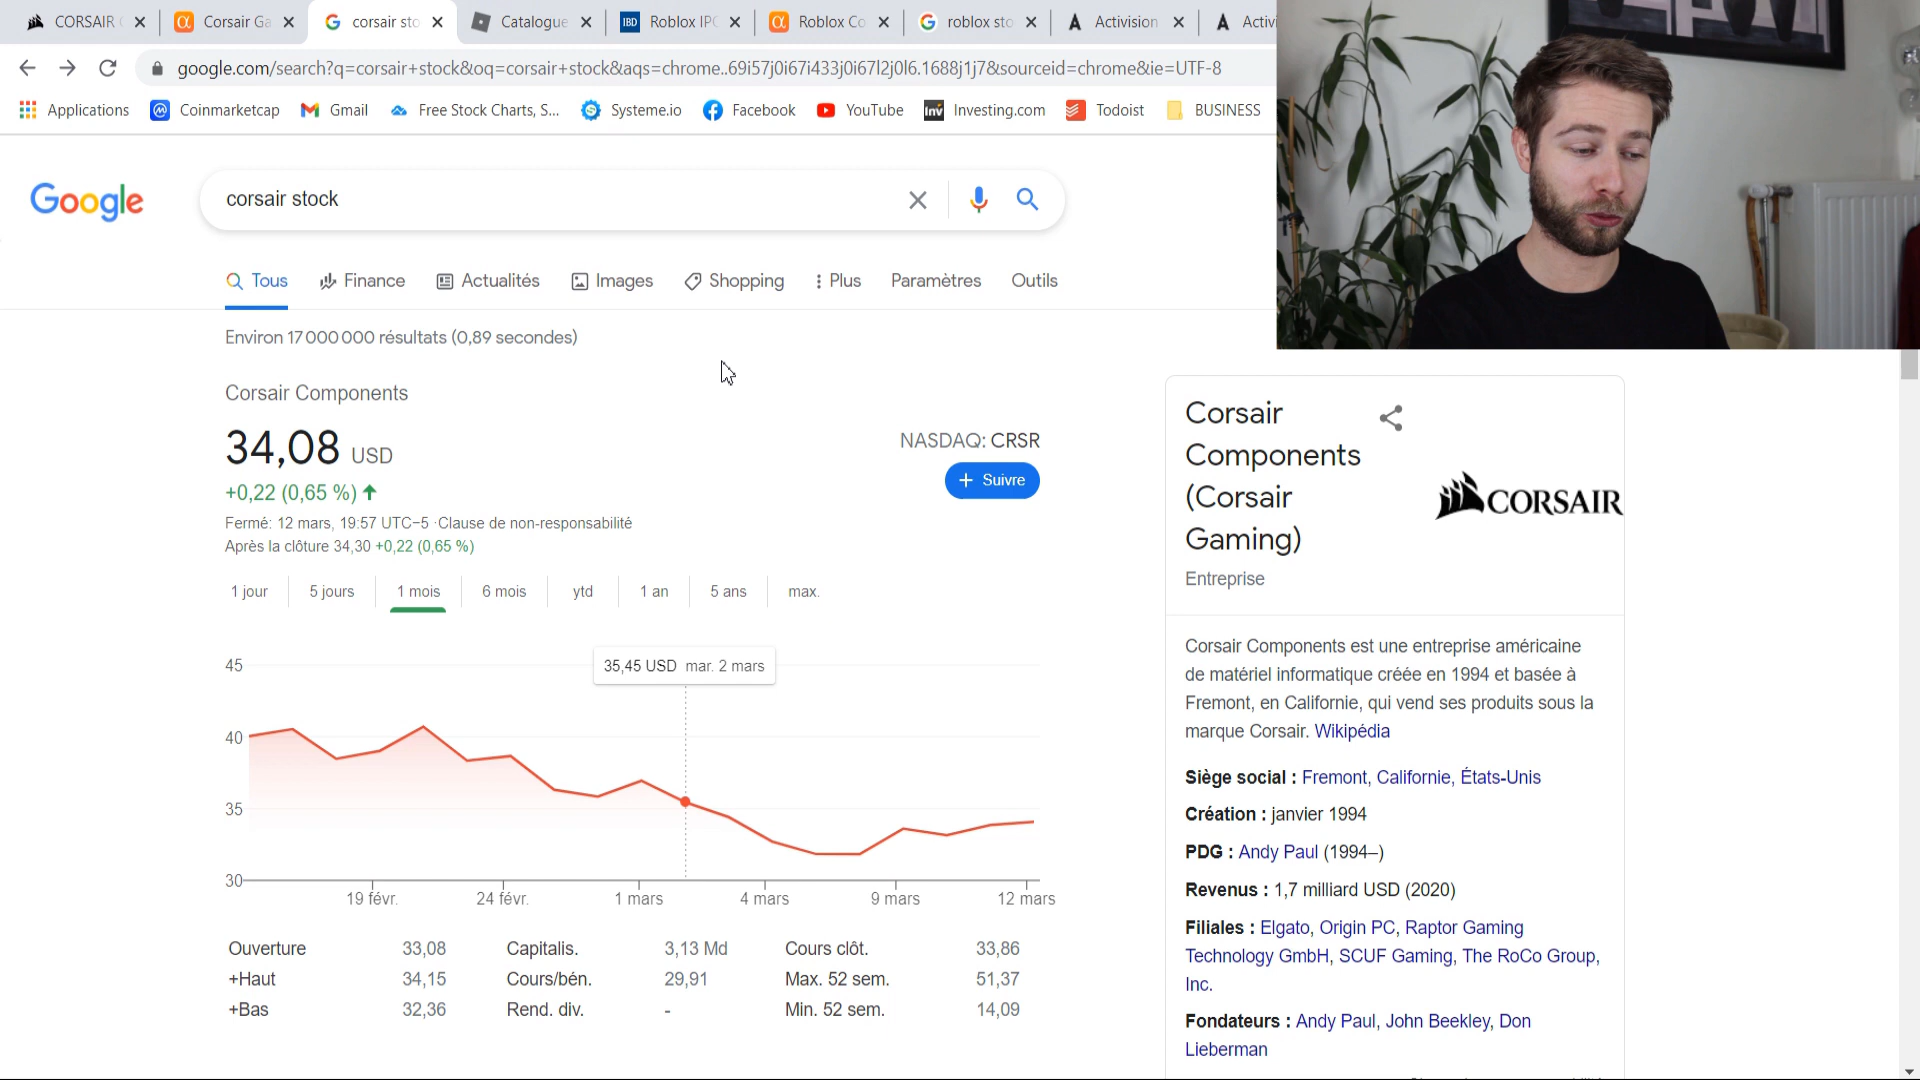 CORSAIR
Corsair Ga
corsair sto
Catalogue
IBD
Roblox IPO
Roblox Co
roblox sto
Activision
Activi
google.com/search?q=corsair+stock&oq=corsair+stock&aqs=chrome..69i57j0i67i433j0i67l2j0l6.1688j1j7&sourceid=chrome&ie=UTF-8
Applications
Coinmarketcap
Gmail
Free Stock Charts, S...
Systeme.io
Facebook
YouTube
Inv
Investing.com
Todoist
BUSINESS
Google
corsair stock
Tous
Finance
Actualités
Images
Shopping
Plus
Paramètres
Outils
Environ 17 000 000 résultats (0,89 secondes)
Corsair Components
34,08 USD
NASDAQ: CRSR
+ Suivre
+0,22 (0,65 %)
Fermé: 12 mars, 19:57 UTC−5 ·Clause de non-responsabilité
Après la clôture 34,30 +0,22 (0,65 %)
1 jour
5 jours
1 mois
6 mois
ytd
1 an
5 ans
max.
35,45 USD mar. 2 mars
45
40
35
30
19 févr.
24 févr.
1 mars
4 mars
9 mars
12 mars
Ouverture 33,08 Capitalis. 3,13 Md Cours clôt. 33,86
+Haut 34,15 Cours/bén. 29,91 Max. 52 sem. 51,37
+Bas 32,36 Rend. div. - Min. 52 sem. 14,09
Corsair
Components
(Corsair
Gaming)
CORSAIR
Entreprise
Corsair Components est une entreprise américaine
de matériel informatique créée en 1994 et basée à
Fremont, en Californie, qui vend ses produits sous la
marque Corsair. Wikipédia
Siège social : Fremont, Californie, États-Unis
Création : janvier 1994
PDG : Andy Paul (1994–)
Revenus : 1,7 milliard USD (2020)
Filiales : Elgato, Origin PC, Raptor Gaming
Technology GmbH, SCUF Gaming, The RoCo Group,
Inc.
Fondateurs : Andy Paul, John Beekley, Don
Lieberman